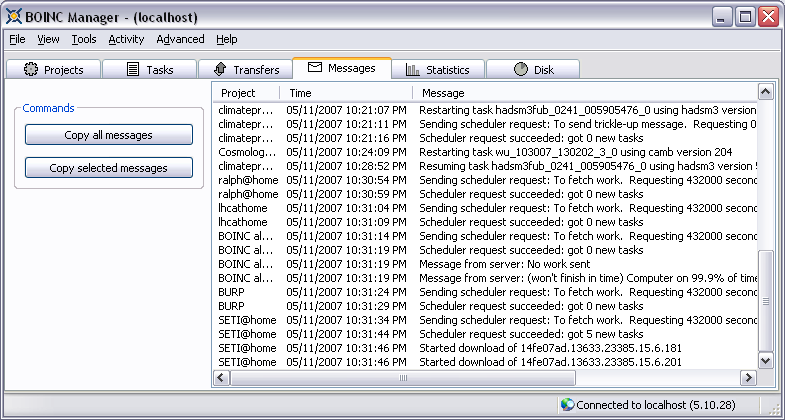 BOINC Manager - (localhost)
File View Tools Activity Advanced Help
Projects Tasks Transfers Messages Statistics Disk
Commands
Copy all messages
Copy selected messages
Project Time Message
climatepr... 05/11/2007 10:21:07 PM Restarting task hadsm3fub_0241_005905476_0 using hadsm3 version
climatepr... 05/11/2007 10:21:11 PM Sending scheduler request: To send trickle-up message. Requesting 0
climatepr... 05/11/2007 10:21:16 PM Scheduler request succeeded: got 0 new tasks
Cosmolog... 05/11/2007 10:24:09 PM Restarting task wu_103007_130202_3_0 using camb version 204
climatepr... 05/11/2007 10:28:52 PM Resuming task hadsm3fub_0241_005905476_0 using hadsm3 version 5
ralph@home 05/11/2007 10:30:54 PM Sending scheduler request: To fetch work. Requesting 432000 second
ralph@home 05/11/2007 10:30:59 PM Scheduler request succeeded: got 0 new tasks
lhcathome 05/11/2007 10:31:04 PM Sending scheduler request: To fetch work. Requesting 432000 second
lhcathome 05/11/2007 10:31:09 PM Scheduler request succeeded: got 0 new tasks
BOINC al... 05/11/2007 10:31:14 PM Sending scheduler request: To fetch work. Requesting 432000 second
BOINC al... 05/11/2007 10:31:19 PM Scheduler request succeeded: got 0 new tasks
BOINC al... 05/11/2007 10:31:19 PM Message from server: No work sent
BOINC al... 05/11/2007 10:31:19 PM Message from server: (won't finish in time) Computer on 99.9% of time
BURP 05/11/2007 10:31:24 PM Sending scheduler request: To fetch work. Requesting 432000 second
BURP 05/11/2007 10:31:29 PM Scheduler request succeeded: got 0 new tasks
SETI@home 05/11/2007 10:31:34 PM Sending scheduler request: To fetch work. Requesting 432000 second
SETI@home 05/11/2007 10:31:44 PM Scheduler request succeeded: got 5 new tasks
SETI@home 05/11/2007 10:31:46 PM Started download of 14fe07ad.13633.23385.15.6.181
SETI@home 05/11/2007 10:31:46 PM Started download of 14fe07ad.13633.23385.15.6.201
Connected to localhost (5.10.28)